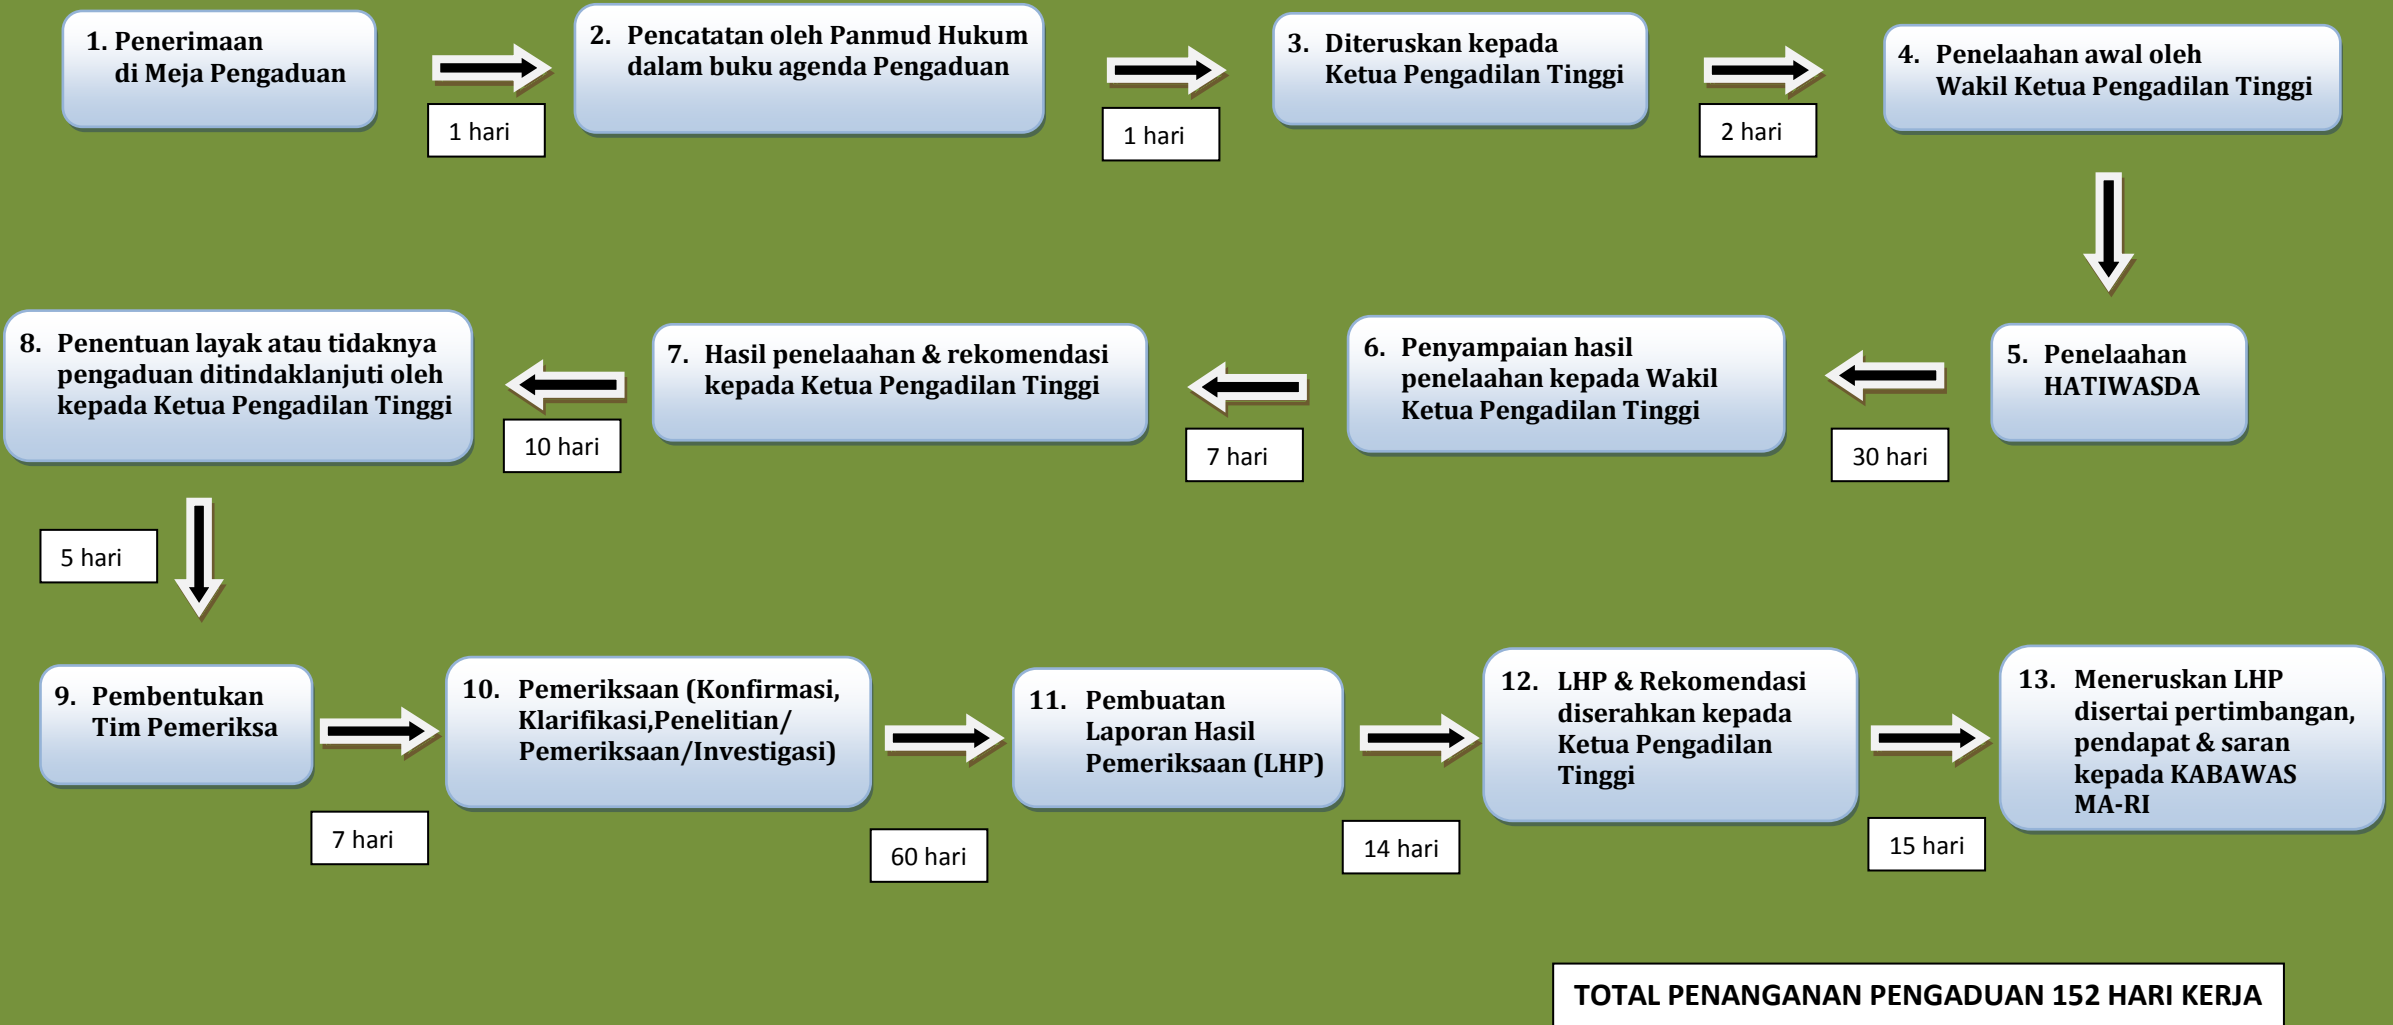 1. Penerimaan
di Meja Pengaduan
1 hari
2. Pencatatan oleh Panmud Hukum
dalam buku agenda Pengaduan
1 hari
3. Diteruskan kepada
Ketua Pengadilan Tinggi
2 hari
4. Penelaahan awal oleh
Wakil Ketua Pengadilan Tinggi
5. Penelaahan
HATIWASDA
30 hari
6. Penyampaian hasil
penelaahan kepada Wakil
Ketua Pengadilan Tinggi
7 hari
7. Hasil penelaahan & rekomendasi
kepada Ketua Pengadilan Tinggi
10 hari
8. Penentuan layak atau tidaknya
pengaduan ditindaklanjuti oleh
kepada Ketua Pengadilan Tinggi
5 hari
9. Pembentukan
Tim Pemeriksa
7 hari
10. Pemeriksaan (Konfirmasi,
Klarifikasi,Penelitian/
Pemeriksaan/Investigasi)
60 hari
11. Pembuatan
Laporan Hasil
Pemeriksaan (LHP)
14 hari
12. LHP & Rekomendasi
diserahkan kepada
Ketua Pengadilan
Tinggi
15 hari
13. Meneruskan LHP
disertai pertimbangan,
pendapat & saran
kepada KABAWAS
MA-RI
TOTAL PENANGANAN PENGADUAN 152 HARI KERJA